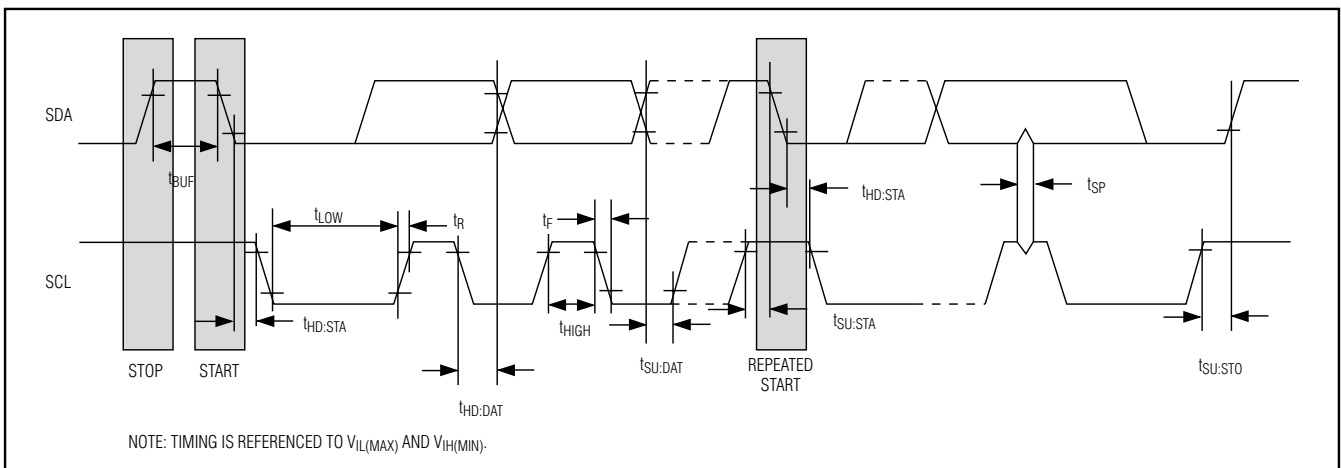 SDA
tBUF
tLOW
tR
tF
tHD:STA
tSP
SCL
tHD:STA
tHIGH
tSU:DAT
tSU:STA
tSU:STO
STOP
START
REPEATED
START
tHD:DAT
NOTE: TIMING IS REFERENCED TO VIL(MAX) AND VIH(MIN).